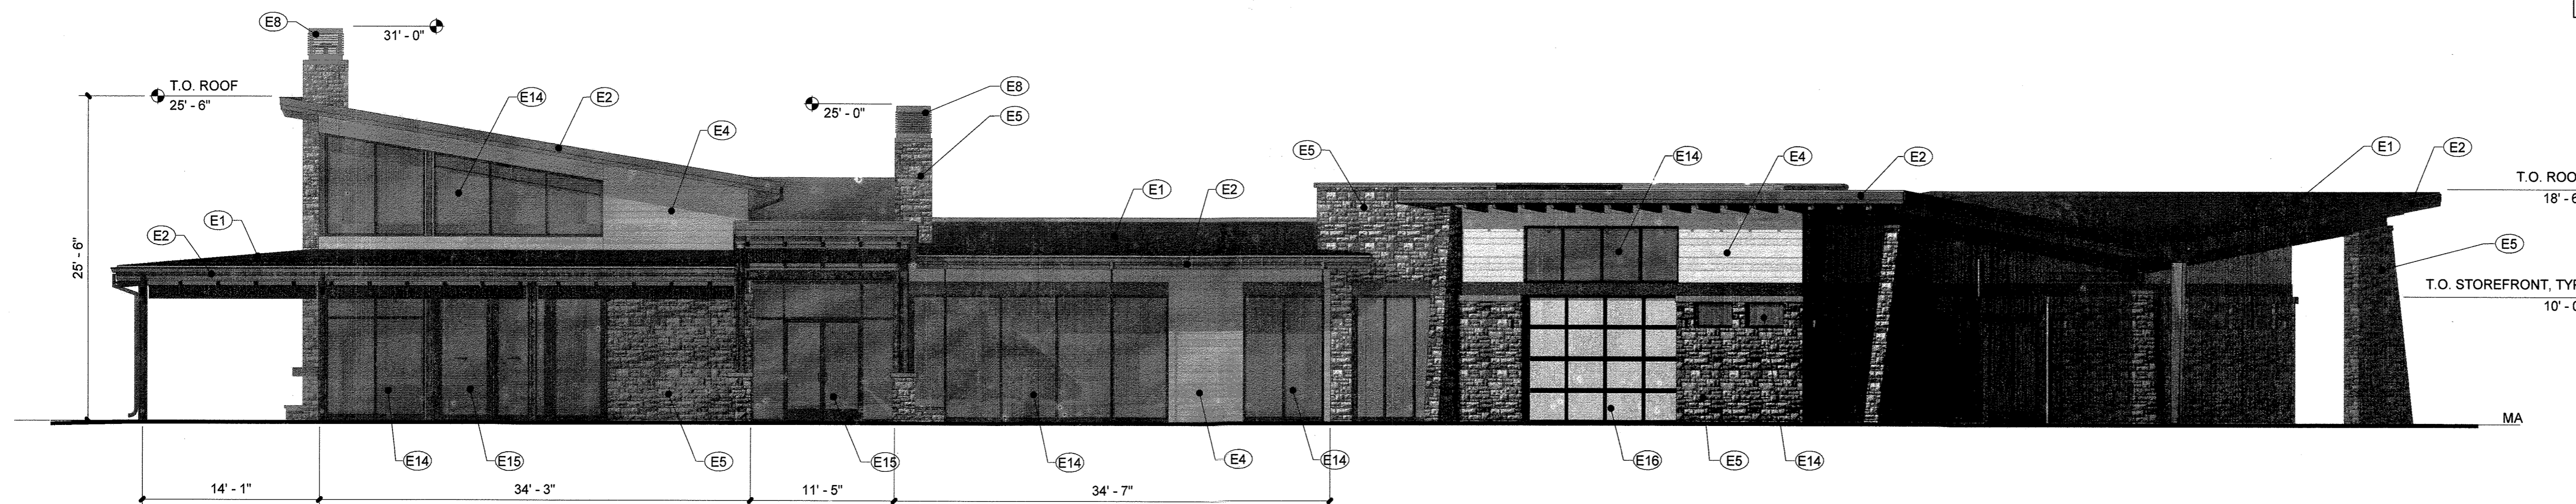 E8
31' - 0"
T.O. ROOF
25' - 6"
E14
E2
25' - 0"
E8
E5
E4
E5
E14
E4
E2
E1
E2
T.O. ROO
18' - 6
E1
E2
E2
E1
E5
25' - 6"
T.O. STOREFRONT, TYP
10' - 0
MA
E14
E15
E5
E15
E14
E4
E14
E16
E5
E14
14' - 1"
34' - 3"
11' - 5"
34' - 7"